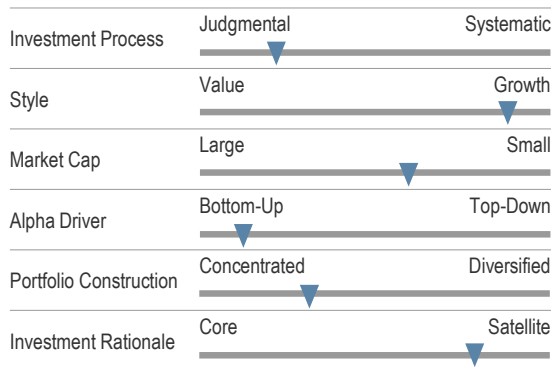 Investment Process Judgmental Systematic
Style Value Growth
Market Cap Large Small
Alpha Driver Bottom-Up Top-Down
Portfolio Construction Concentrated Diversified
Investment Rationale Core Satellite